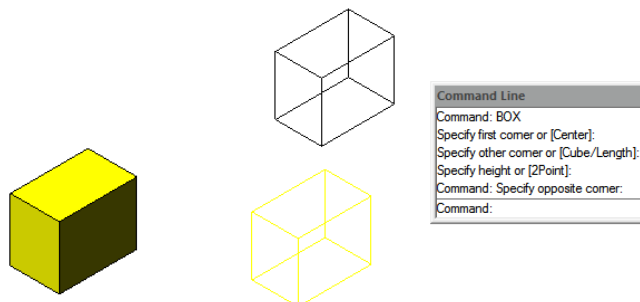 Command Line
Command: BOX
Specify first corner or [Center]:
Specify other corner or [Cube/Length]:
Specify height or [2Point]:
Command: Specify opposite corner:
Command: